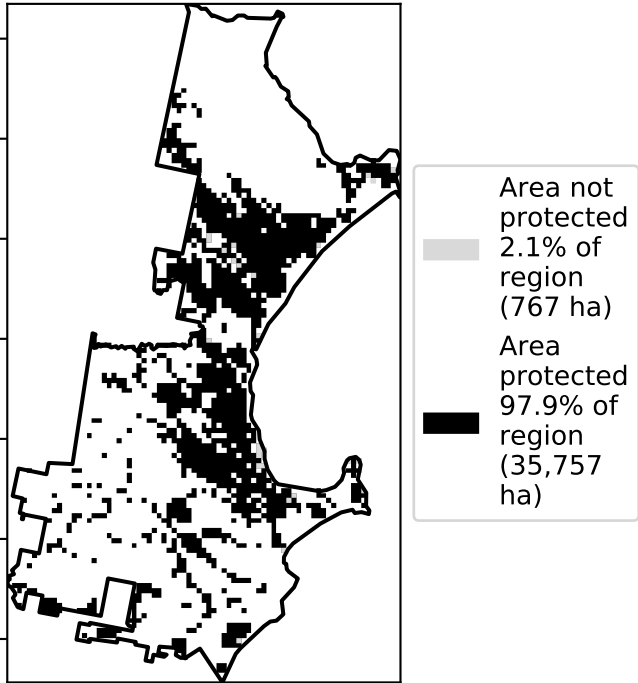 Area not
protected
2.1% of
region
(767 ha)
Area
protected
97.9% of
region
(35,757
ha)